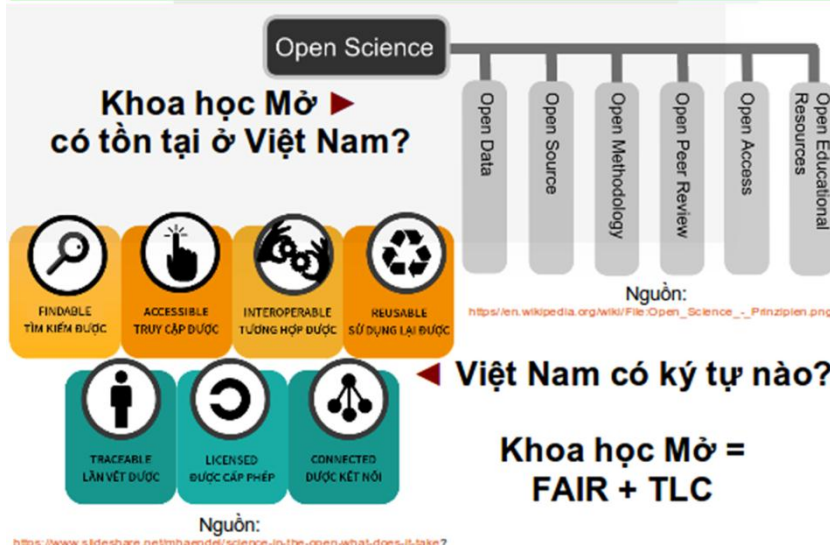 Open Science
Khoa học Mở ►
có tồn tại ở Việt Nam?
Open Data
Open Source
Open Methodology
Open Peer Review
Open Access
Open Educational
Resources
Nguồn:
https//en.wikipedia.org/wiki/File:Open_Science_-_Prinzipien.png
FINDABLE
TÌM KIẾM ĐƯỢC
ACCESSIBLE
TRUY CẬP ĐƯỢC
INTEROPERABLE
TƯƠNG HỢP ĐƯỢC
REUSABLE
SỬ DỤNG LẠI ĐƯỢC
◄ Việt Nam có ký tự nào?
TRACEABLE
LẦN VẾT ĐƯỢC
LICENSED
ĐƯỢC CẤP PHÉP
CONNECTED
ĐƯỢC KẾT NỐI
Khoa học Mở =
FAIR + TLC
Nguồn:
https://www.slideshare.net/mhaendel/science-in-the-open-what-does-it-take?